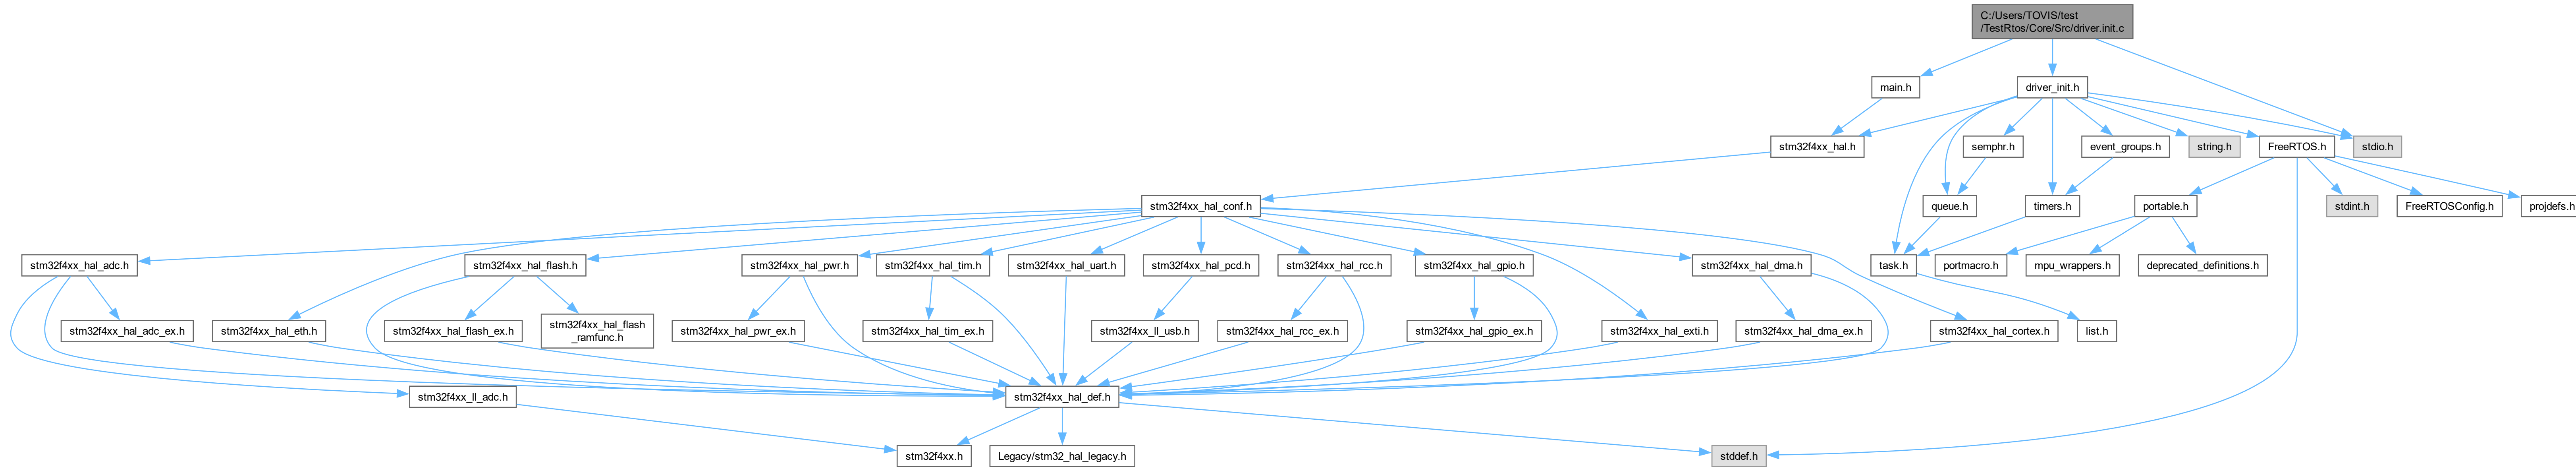 C:/Users/TOVIS/test
/TestRtos/Core/Src/driver.init.c
main.h
driver_init.h
stm32f4xx_hal.h
semphr.h
event_groups.h
string.h
FreeRTOS.h
stdio.h
stm32f4xx_hal_conf.h
queue.h
timers.h
portable.h
stdint.h
FreeRTOSConfig.h
projdefs.h
stm32f4xx_hal_adc.h
stm32f4xx_hal_flash.h
stm32f4xx_hal_pwr.h
stm32f4xx_hal_tim.h
stm32f4xx_hal_uart.h
stm32f4xx_hal_pcd.h
stm32f4xx_hal_rcc.h
stm32f4xx_hal_gpio.h
stm32f4xx_hal_dma.h
task.h
portmacro.h
mpu_wrappers.h
deprecated_definitions.h
stm32f4xx_hal_adc_ex.h
stm32f4xx_hal_eth.h
stm32f4xx_hal_flash_ex.h
stm32f4xx_hal_flash
_ramfunc.h
stm32f4xx_hal_pwr_ex.h
stm32f4xx_hal_tim_ex.h
stm32f4xx_ll_usb.h
stm32f4xx_hal_rcc_ex.h
stm32f4xx_hal_gpio_ex.h
stm32f4xx_hal_exti.h
stm32f4xx_hal_dma_ex.h
stm32f4xx_hal_cortex.h
list.h
stm32f4xx_ll_adc.h
stm32f4xx_hal_def.h
stm32f4xx.h
Legacy/stm32_hal_legacy.h
stddef.h